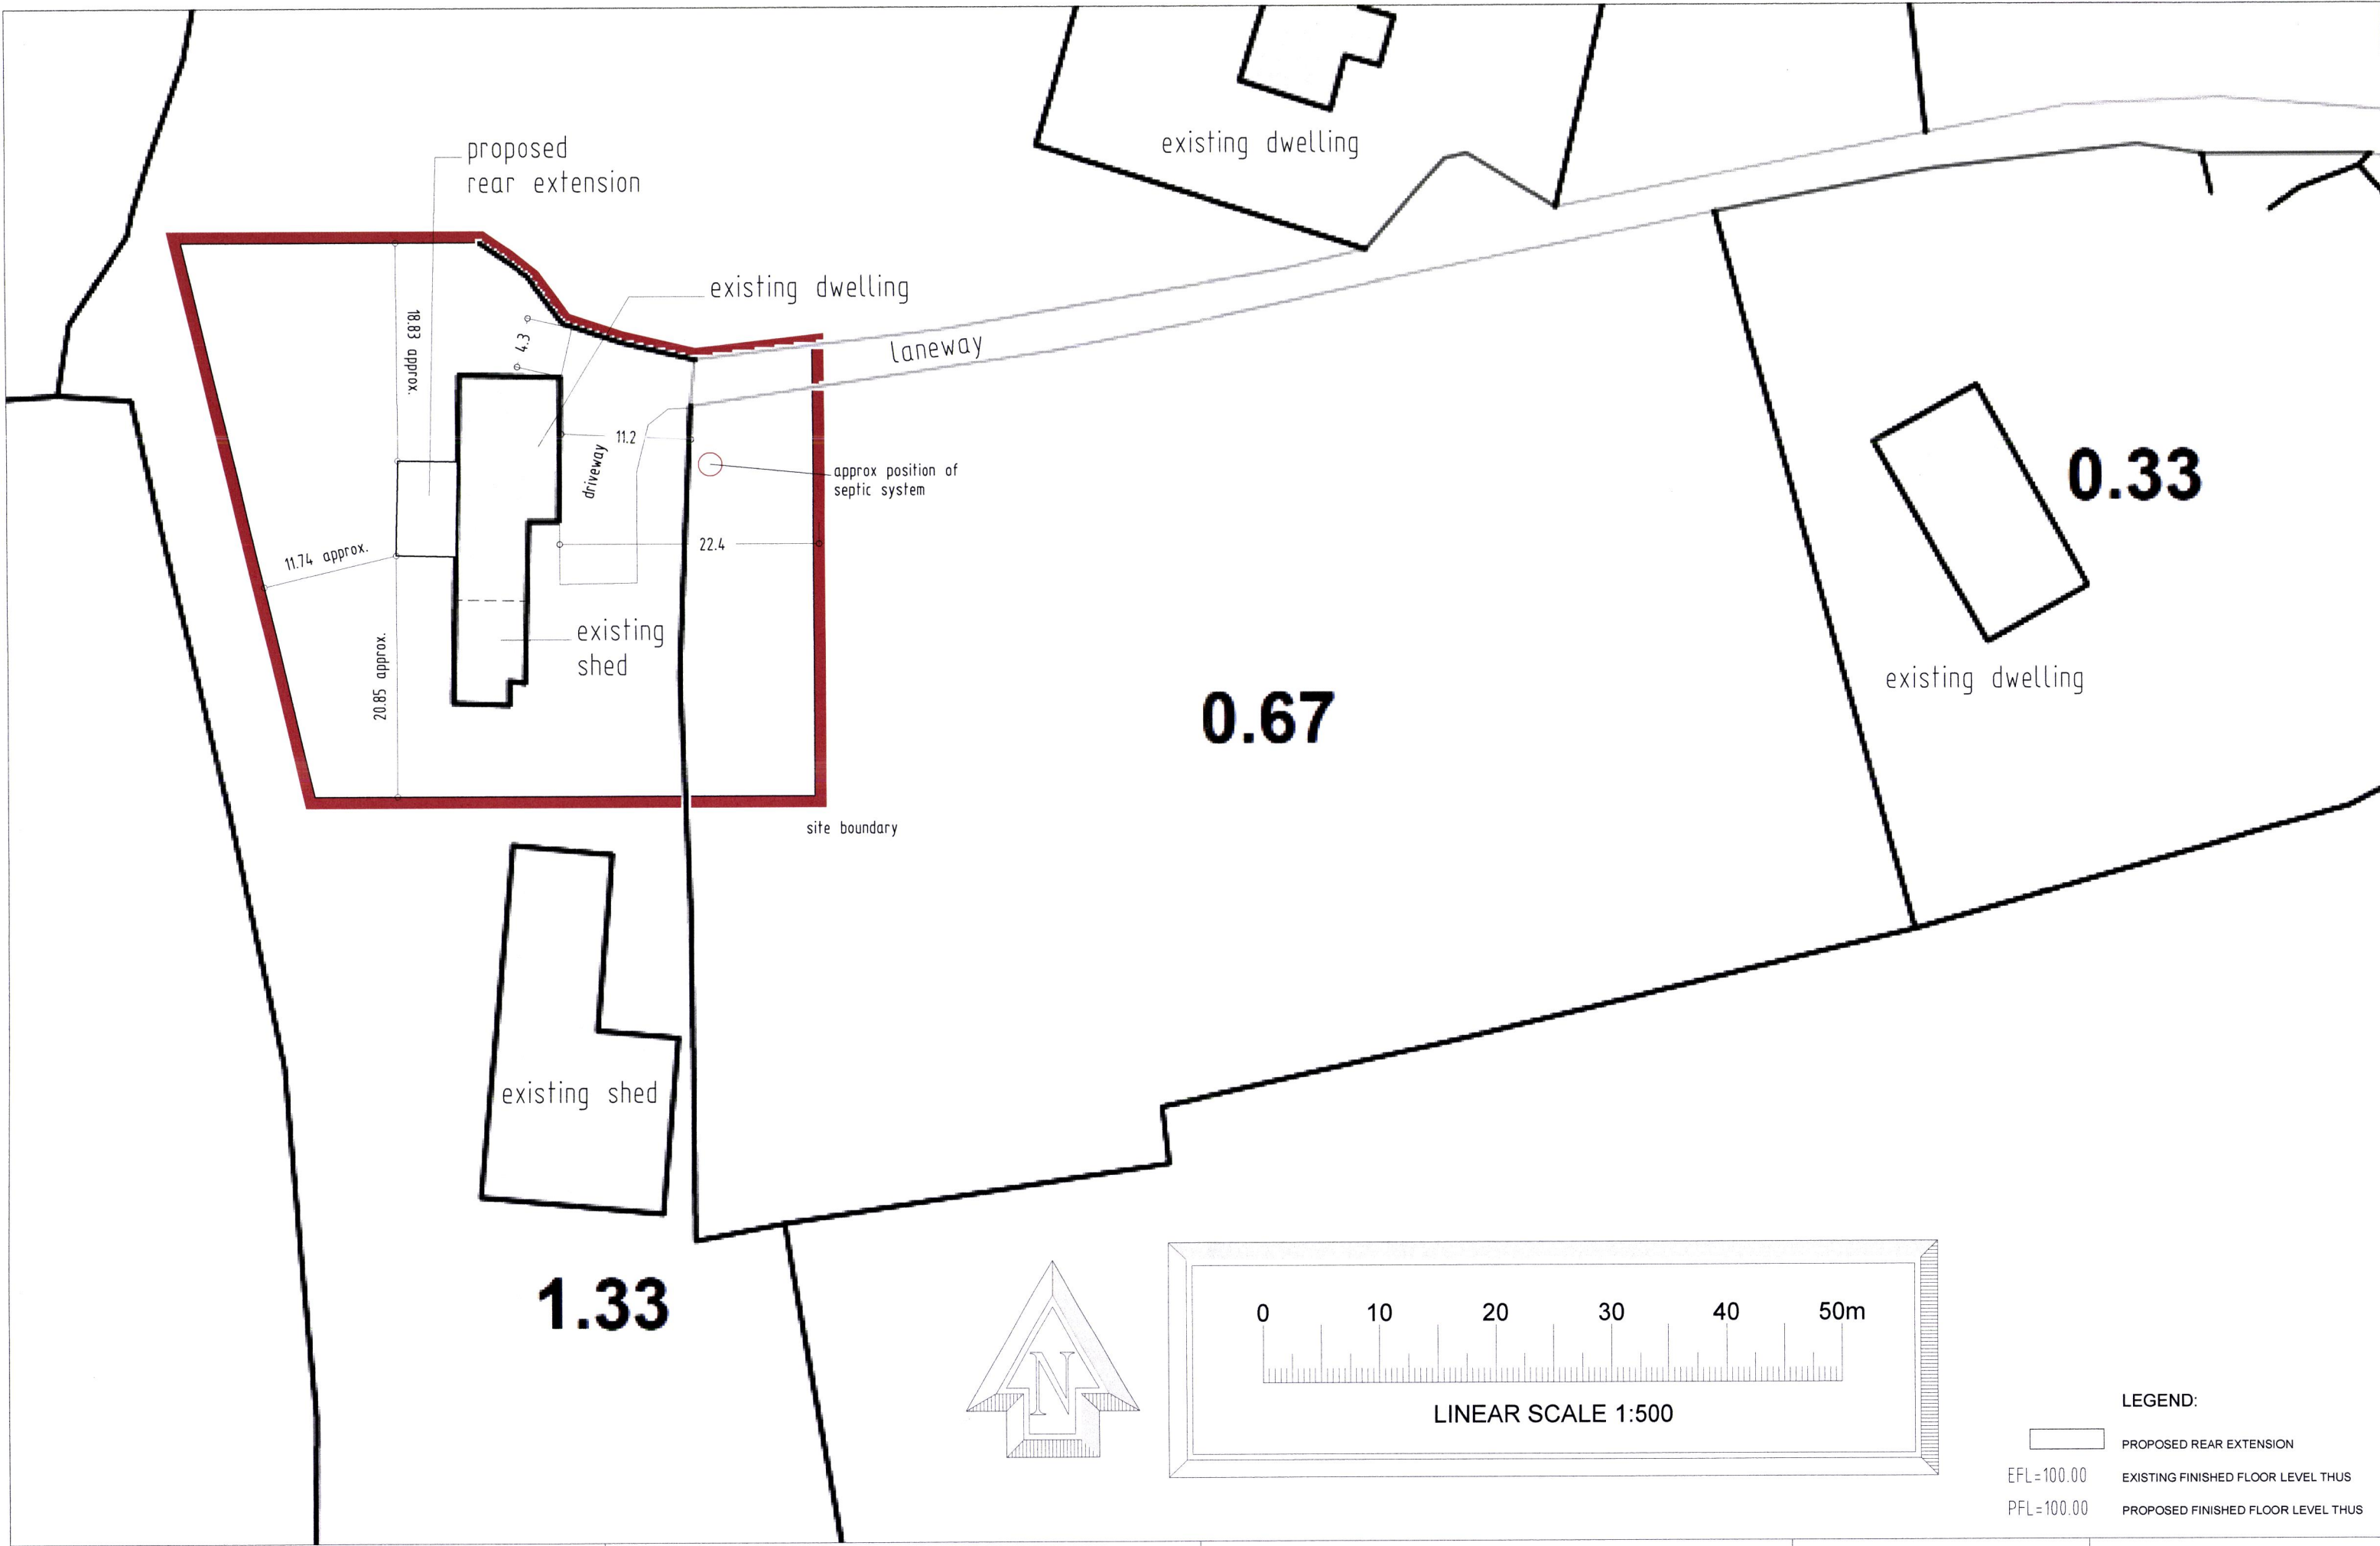 existing dwelling
proposed
rear extension
existing dwelling
laneway
18.83 approx.
4.3
11.2
driveway
approx position of
septic system
0.33
22.4
11.74 approx.
existing
shed
20.85 approx.
existing dwelling
0.67
site boundary
existing shed
1.33
N
0 10 20 30 40 50m
LINEAR SCALE 1:500
LEGEND:
PROPOSED REAR EXTENSION
EFL=100.00 EXISTING FINISHED FLOOR LEVEL THUS
PFL=100.00 PROPOSED FINISHED FLOOR LEVEL THUS